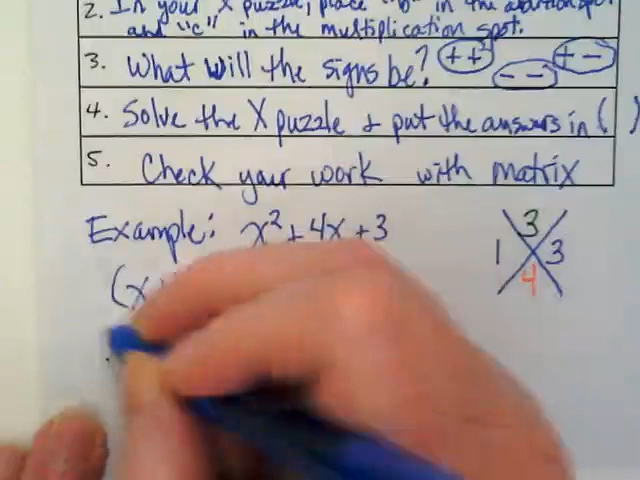 2. In your X puzzle, place "b" in the addition spot
and "c" in the multiplication spot.
3. What will the signs be? ++ -- +-
4. Solve the X puzzle & put the answers in ( )
5. Check your work with matrix
Example: x² + 4x + 3
3
1 3
4
(x